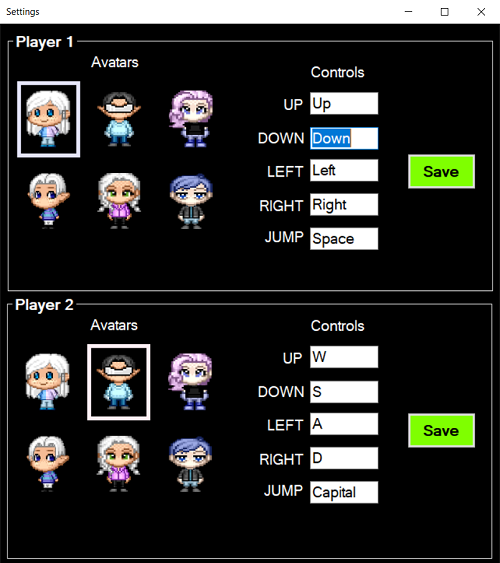 Settings
Player 1
Avatars
Controls
UP Up
DOWN Down
LEFT Left
Save
RIGHT Right
JUMP Space
Player 2
Avatars
Controls
UP W
DOWN S
LEFT A
Save
RIGHT D
JUMP Capital